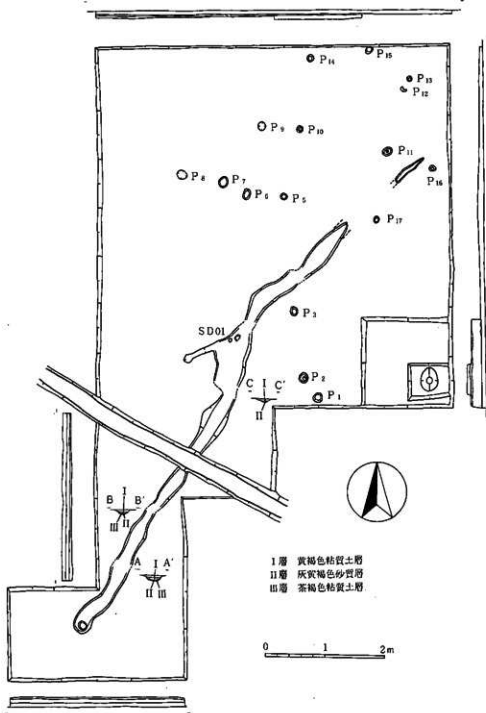 P15
P14
P13
P12
P9
P10
P11
P16
P8
P7
P6
P5
P17
SD01
P3
C I C'
II
P2
P1
B I B'
III II
A I A'
II III
I層 黄褐色粘質土層
II層 灰黄褐色砂質層
III層 茶褐色粘質土層
0 1 2m